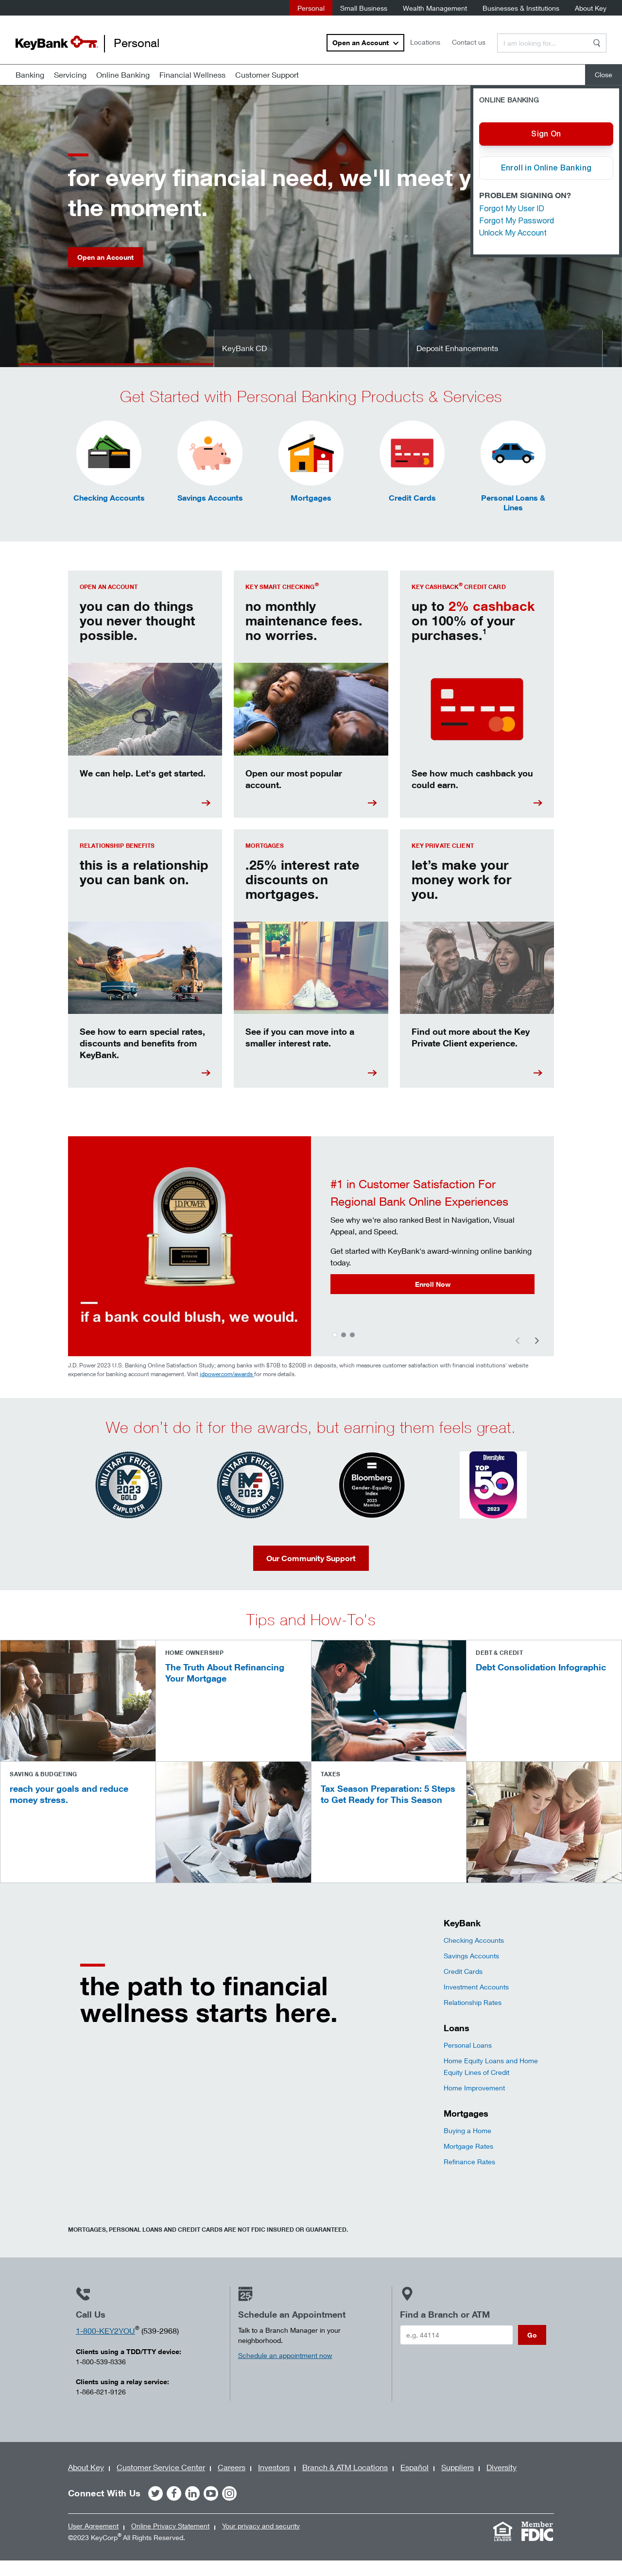 Personal
Small Business
Wealth Management
Businesses & Institutions
About Key
KeyBank
Personal
Open an Account
Locations
Contact us
I am looking for...
Banking
Servicing
Online Banking
Financial Wellness
Customer Support
Close
ONLINE BANKING
Sign On
Enroll in Online Banking
PROBLEM SIGNING ON?
Forgot My User ID
Forgot My Password
Unlock My Account
for every financial need, we'll meet y
the moment.
Open an Account
KeyBank CD
Deposit Enhancements
Get Started with Personal Banking Products & Services
Checking Accounts
Savings Accounts
Mortgages
Credit Cards
Personal Loans &
Lines
OPEN AN ACCOUNT
you can do things
you never thought
possible.
We can help. Let's get started.
KEY SMART CHECKING®
no monthly
maintenance fees.
no worries.
Open our most popular
account.
KEY CASHBACK® CREDIT CARD
up to 2% cashback
on 100% of your
purchases.1
See how much cashback you
could earn.
RELATIONSHIP BENEFITS
this is a relationship
you can bank on.
See how to earn special rates,
discounts and benefits from
KeyBank.
MORTGAGES
.25% interest rate
discounts on
mortgages.
See if you can move into a
smaller interest rate.
KEY PRIVATE CLIENT
let's make your
money work for
you.
Find out more about the Key
Private Client experience.
J.D. POWER
if a bank could blush, we would.
#1 in Customer Satisfaction For
Regional Bank Online Experiences
See why we're also ranked Best in Navigation, Visual
Appeal, and Speed.
Get started with KeyBank's award-winning online banking
today.
Enroll Now
J.D. Power 2023 U.S. Banking Online Satisfaction Study; among banks with $70B to $200B in deposits, which measures customer satisfaction with financial institutions' website
experience for banking account management. Visit jdpower.com/awards for more details.
We don't do it for the awards, but earning them feels great.
MILITARY FRIENDLY®
2023 GOLD
EMPLOYER
MILITARY FRIENDLY®
2023
SPOUSE EMPLOYER
Bloomberg
Gender-Equality
Index
2023
Member
DiversityInc
TOP
50
2023
Our Community Support
Tips and How-To's
HOME OWNERSHIP
The Truth About Refinancing
Your Mortgage
DEBT & CREDIT
Debt Consolidation Infographic
SAVING & BUDGETING
reach your goals and reduce
money stress.
TAXES
Tax Season Preparation: 5 Steps
to Get Ready for This Season
the path to financial
wellness starts here.
KeyBank
Checking Accounts
Savings Accounts
Credit Cards
Investment Accounts
Relationship Rates
Loans
Personal Loans
Home Equity Loans and Home
Equity Lines of Credit
Home Improvement
Mortgages
Buying a Home
Mortgage Rates
Refinance Rates
MORTGAGES, PERSONAL LOANS AND CREDIT CARDS ARE NOT FDIC INSURED OR GUARANTEED.
Call Us
1-800-KEY2YOU® (539-2968)
Clients using a TDD/TTY device:
1-800-539-8336
Clients using a relay service:
1-866-821-9126
25
Schedule an Appointment
Talk to a Branch Manager in your
neighborhood.
Schedule an appointment now
Find a Branch or ATM
e.g. 44114
Go
About Key
Customer Service Center
Careers
Investors
Branch & ATM Locations
Español
Suppliers
Diversity
Connect With Us
User Agreement
Online Privacy Statement
Your privacy and security
©2023 KeyCorp® All Rights Reserved.
Member
FDIC